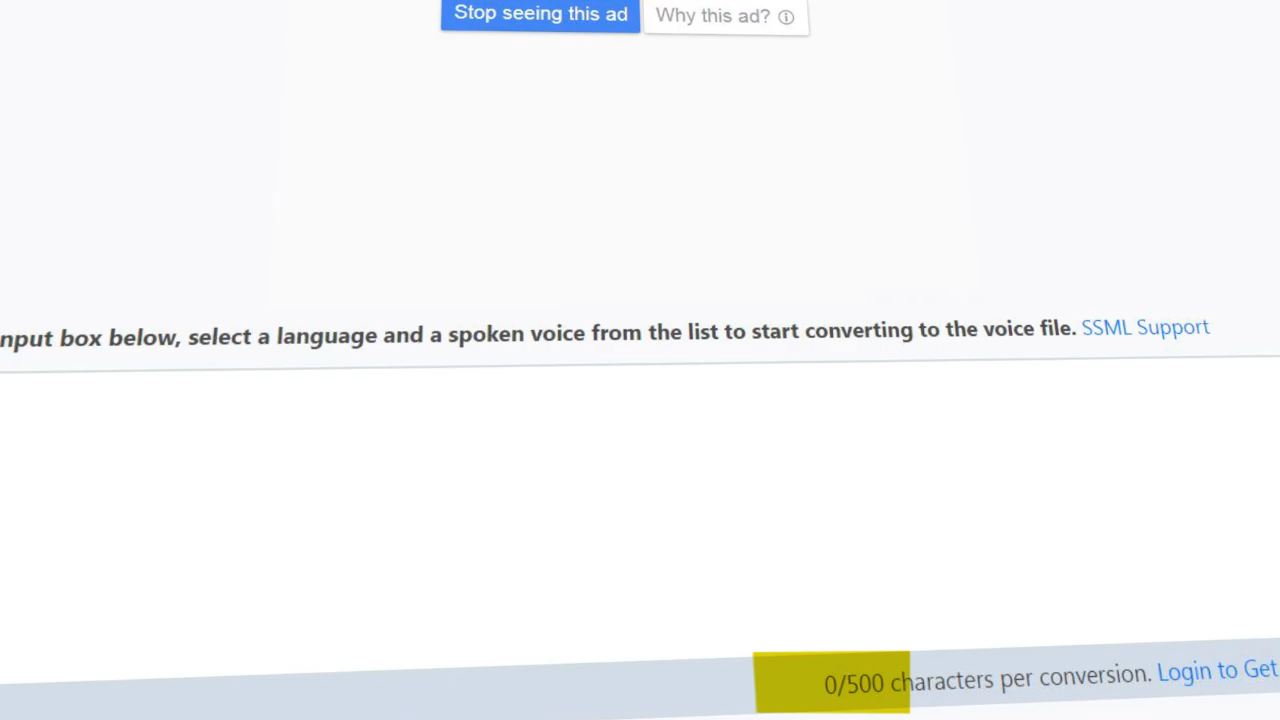 Stop seeing this ad Why this ad?
nput box below, select a language and a spoken voice from the list to start converting to the voice file. SSML Support
0/500 characters per conversion. Login to Get